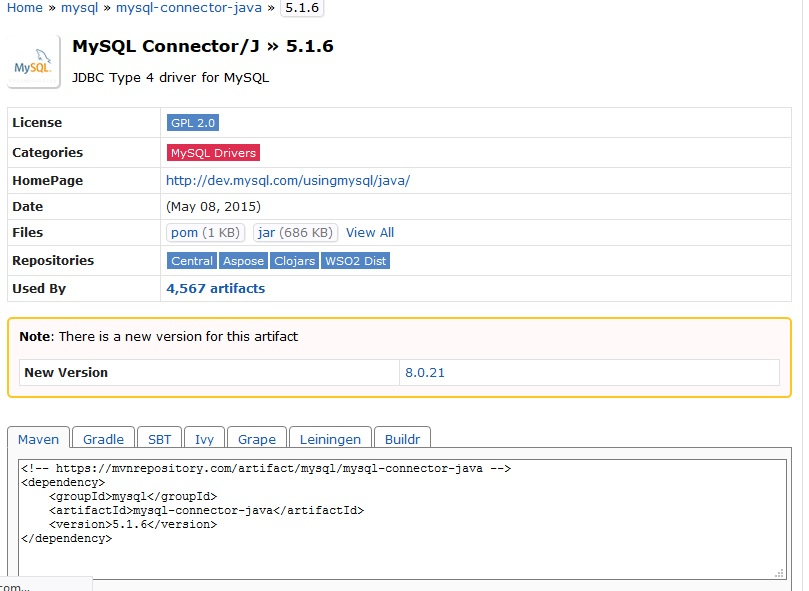 Home » mysql » mysql-connector-java » 5.1.6
MySQL Connector/J » 5.1.6
MySQL
JDBC Type 4 driver for MySQL
License GPL 2.0
Categories MySQL Drivers
HomePage http://dev.mysql.com/usingmysql/java/
Date (May 08, 2015)
Files pom (1 KB) jar (686 KB) View All
Repositories Central Aspose Clojars WSO2 Dist
Used By 4,567 artifacts
Note: There is a new version for this artifact
New Version 8.0.21
Maven Gradle SBT Ivy Grape Leiningen Buildr
<!-- https://mvnrepository.com/artifact/mysql/mysql-connector-java -->
<dependency>
    <groupId>mysql</groupId>
    <artifactId>mysql-connector-java</artifactId>
    <version>5.1.6</version>
</dependency>
com...